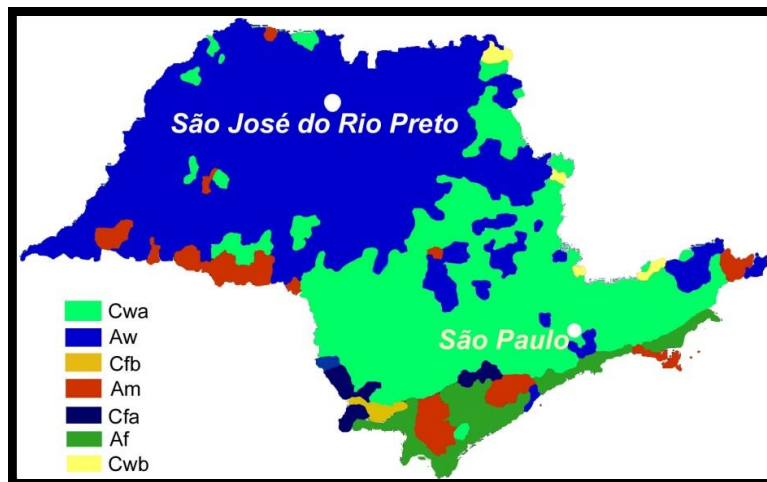 São José do Rio Preto
São Paulo
Cwa
Aw
Cfb
Am
Cfa
Af
Cwb